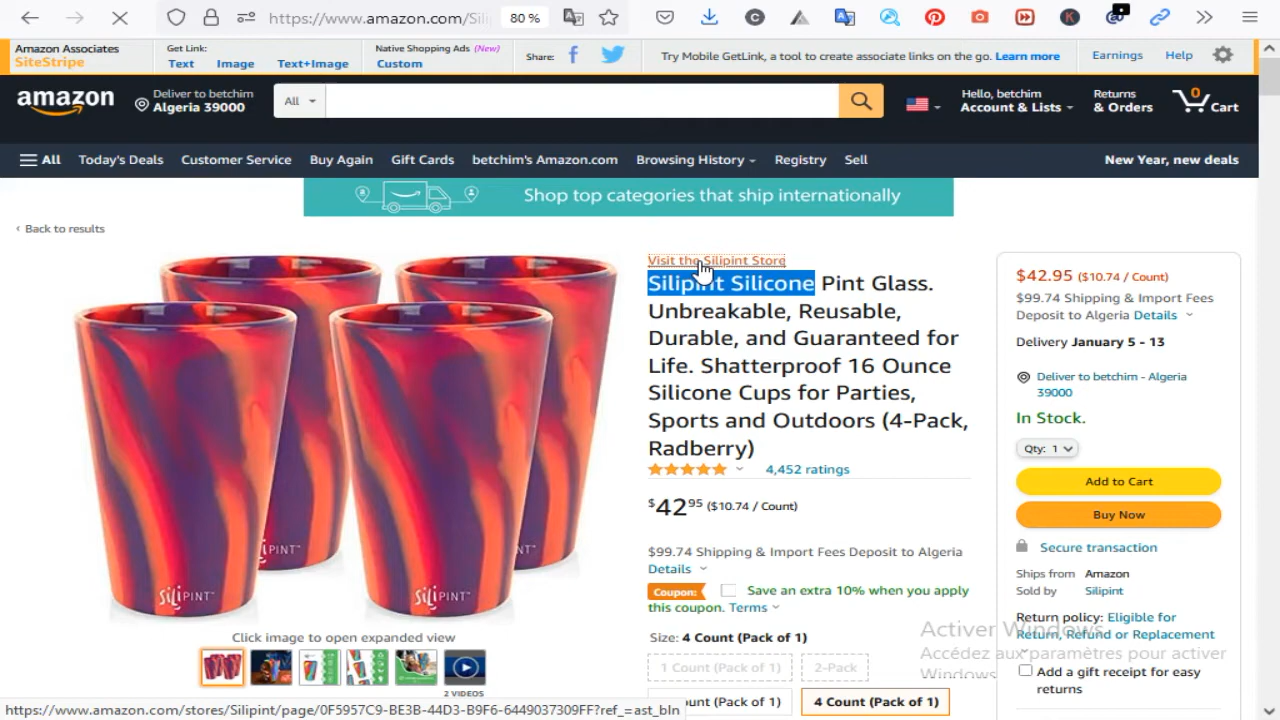 https://www.amazon.com/Sili
80 %
Amazon Associates
SiteStripe
Get Link:
Text Image Text+Image
Native Shopping Ads (New)
Custom
Share:
Try Mobile GetLink, a tool to create associate links on the go. Learn more
Earnings Help
amazon
Deliver to betchim
Algeria 39000
All
Hello, betchim
Account & Lists
Returns
& Orders
0
Cart
All Today's Deals Customer Service Buy Again Gift Cards betchim's Amazon.com Browsing History Registry Sell New Year, new deals
Shop top categories that ship internationally
‹ Back to results
Visit the Silipint Store
Silipint Silicone Pint Glass.
Unbreakable, Reusable,
Durable, and Guaranteed for
Life. Shatterproof 16 Ounce
Silicone Cups for Parties,
Sports and Outdoors (4-Pack,
Radberry)
4,452 ratings
$42.95 ($10.74 / Count)
$99.74 Shipping & Import Fees Deposit to Algeria
Details
Coupon: Save an extra 10% when you apply
this coupon. Terms
Size: 4 Count (Pack of 1)
1 Count (Pack of 1) 2-Pack
unt (Pack of 1) 4 Count (Pack of 1)
SiLiPINT™
SiLiPINT™
PINT™
NT™
Click image to open expanded view
2 VIDEOS
$42.95 ($10.74 / Count)
$99.74 Shipping & Import Fees
Deposit to Algeria Details
Delivery January 5 - 13
Deliver to betchim - Algeria
39000
In Stock.
Qty: 1
Add to Cart
Buy Now
Secure transaction
Ships from Amazon
Sold by Silipint
Return policy: Eligible for
Return, Refund or Replacement
Add a gift receipt for easy
returns
Activer Windows
Accédez aux paramètres pour activer
Windows.
https://www.amazon.com/stores/Silipint/page/0F5957C9-BE3B-44D3-B9F6-6449037309FF?ref_=ast_bln